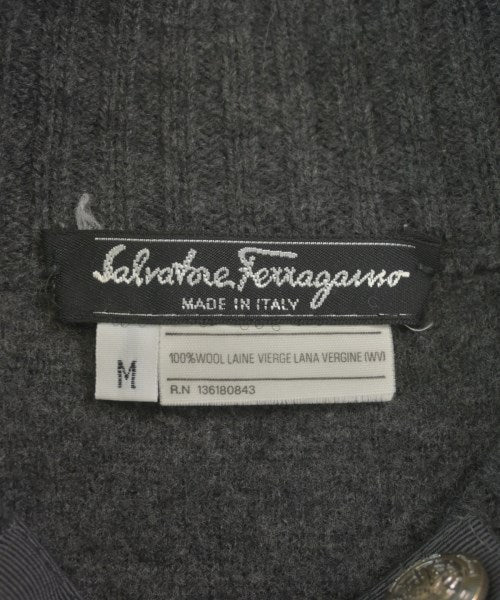 Salvatore Ferragamo
MADE IN ITALY
M
100%WOOL LAINE VIERGE LANA VERGINE (WV)
R.N 136180843